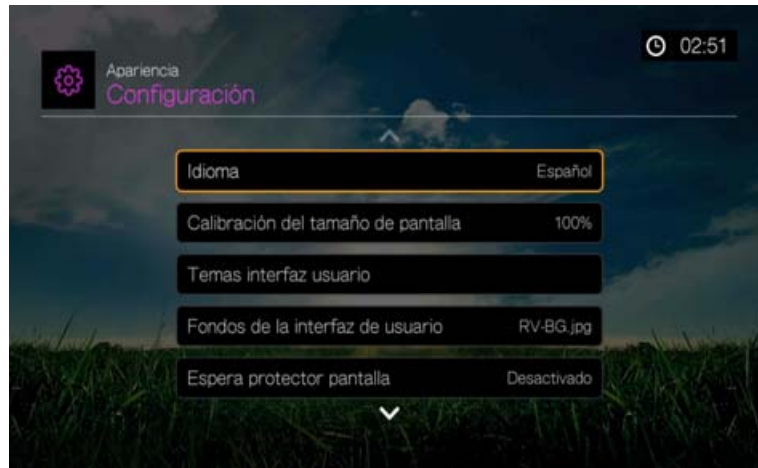 02:51
Apariencia
Configuración
Idioma Español
Calibración del tamaño de pantalla 100%
Temas interfaz usuario
Fondos de la interfaz de usuario RV-BG.jpg
Espera protector pantalla Desactivado